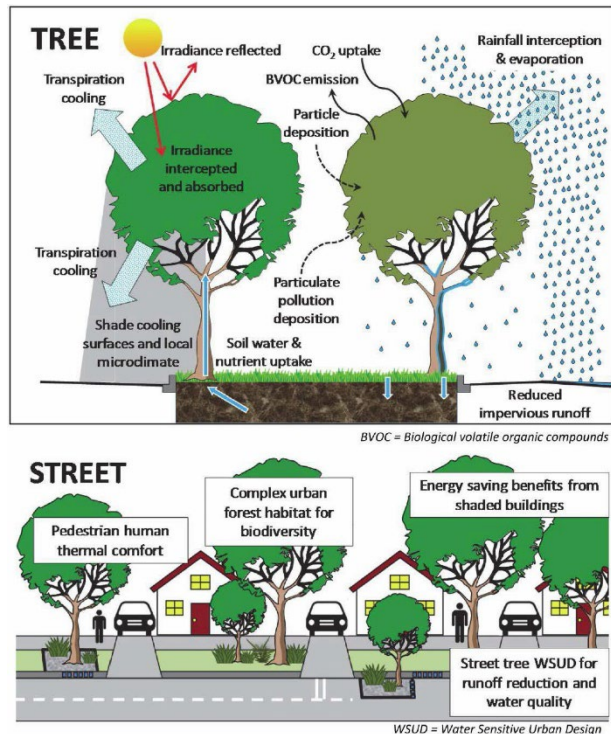 TREE
Irradiance reflected
Transpiration
cooling
Irradiance
intercepted
and absorbed
Transpiration
cooling
Shade cooling
surfaces and local
microclimate
Soil water &
nutrient uptake
CO₂ uptake
BVOC emission
Particle
deposition
Particulate
pollution
deposition
Rainfall interception
& evaporation
Reduced
impervious runoff
BVOC = Biological volatile organic compounds
STREET
Pedestrian human
thermal comfort
Complex urban
forest habitat for
biodiversity
Energy saving benefits from
shaded buildings
Street tree WSUD for
runoff reduction and
water quality
WSUD = Water Sensitive Urban Design